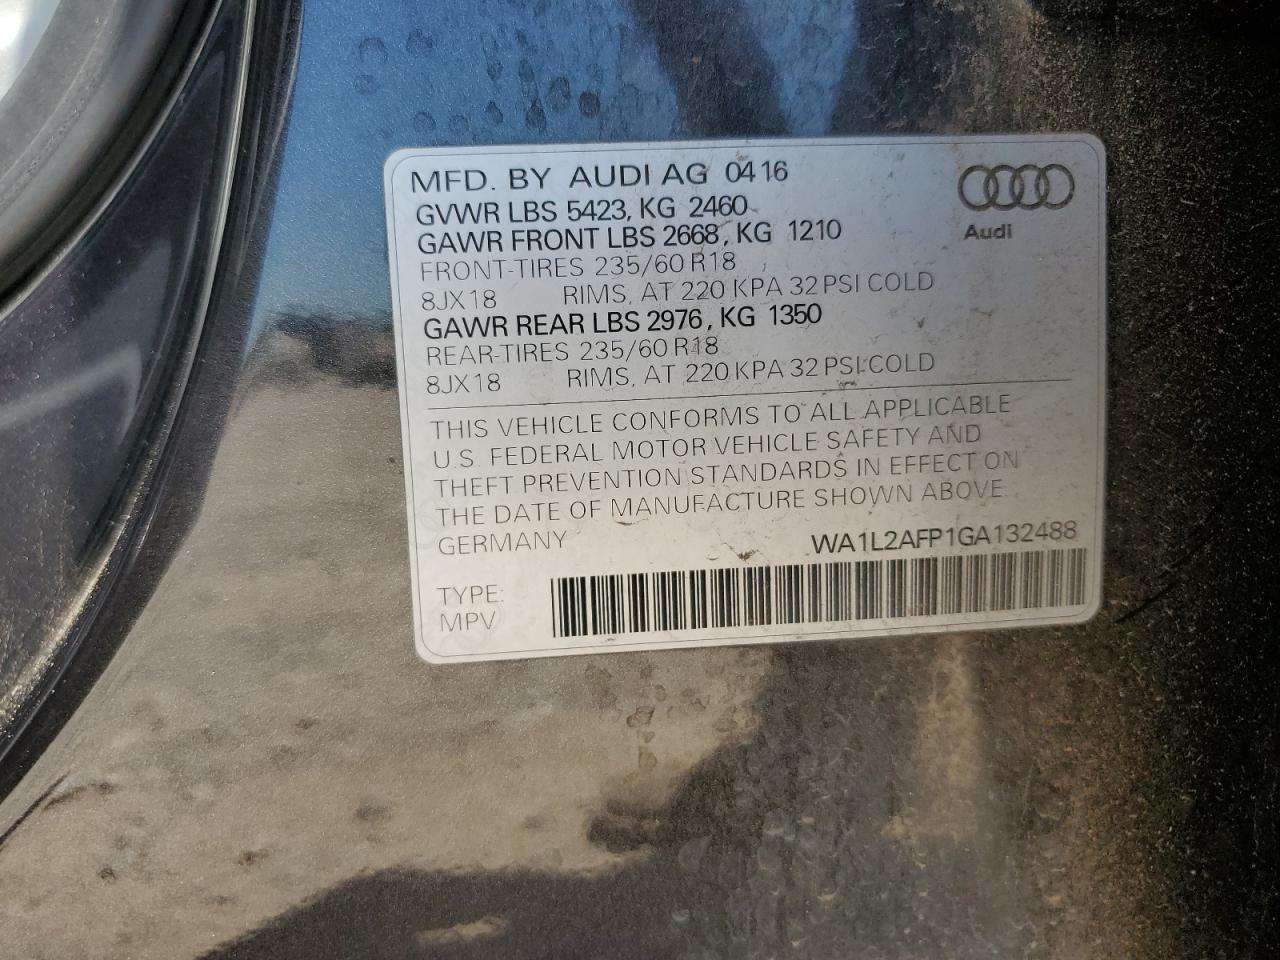 MFD. BY AUDI AG 0416
GVWR LBS 5423, KG 2460
GAWR FRONT LBS 2668, KG 1210
Audi
FRONT-TIRES 235/60 R18
8JX18 RIMS, AT 220 KPA 32 PSI COLD
GAWR REAR LBS 2976, KG 1350
REAR-TIRES 235/60 R18
8JX18 RIMS, AT 220 KPA 32 PSI COLD
THIS VEHICLE CONFORMS TO ALL APPLICABLE
U.S. FEDERAL MOTOR VEHICLE SAFETY AND
THEFT PREVENTION STANDARDS IN EFFECT ON
THE DATE OF MANUFACTURE SHOWN ABOVE
GERMANY WA1L2AFP1GA132488
TYPE:
MPV